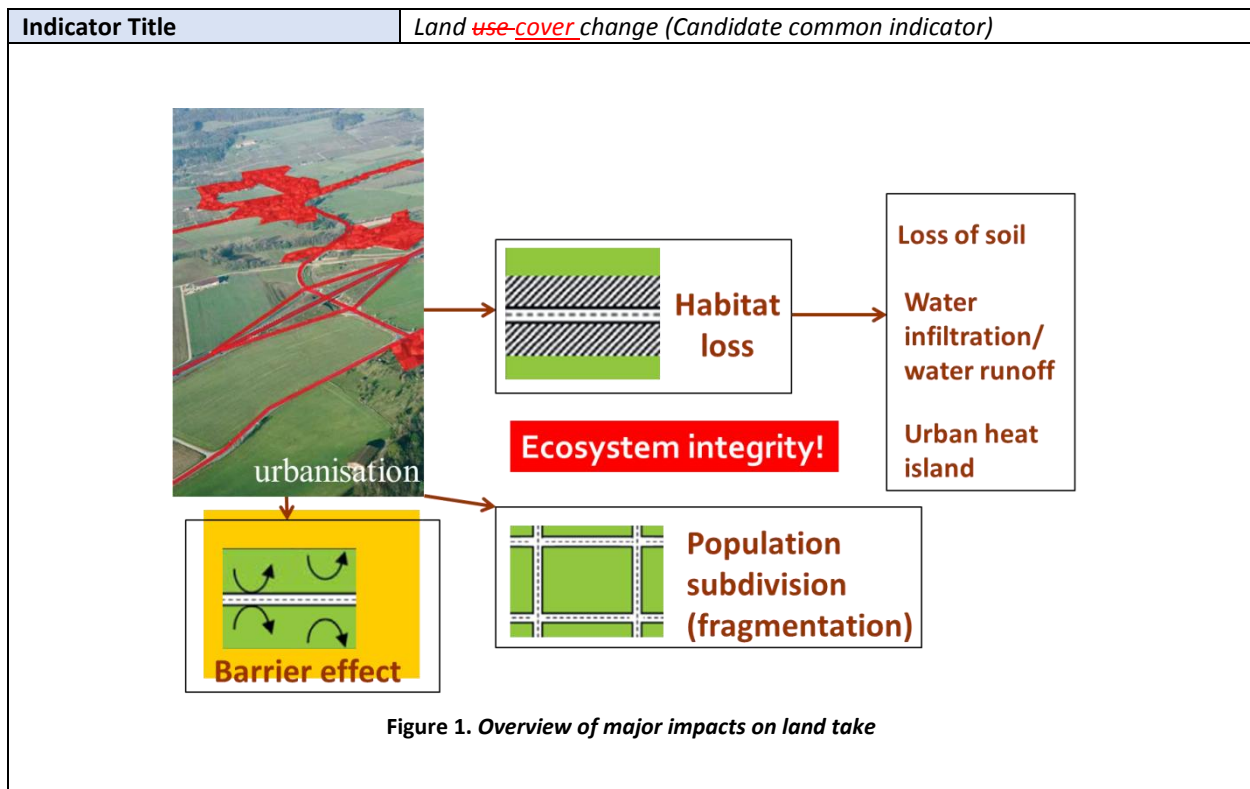 Indicator Title
Land use cover change (Candidate common indicator)
urbanisation
Habitat
loss
Loss of soil
Water
infiltration/
water runoff
Urban heat
island
Ecosystem integrity!
Barrier effect
Population
subdivision
(fragmentation)
Figure 1. Overview of major impacts on land take